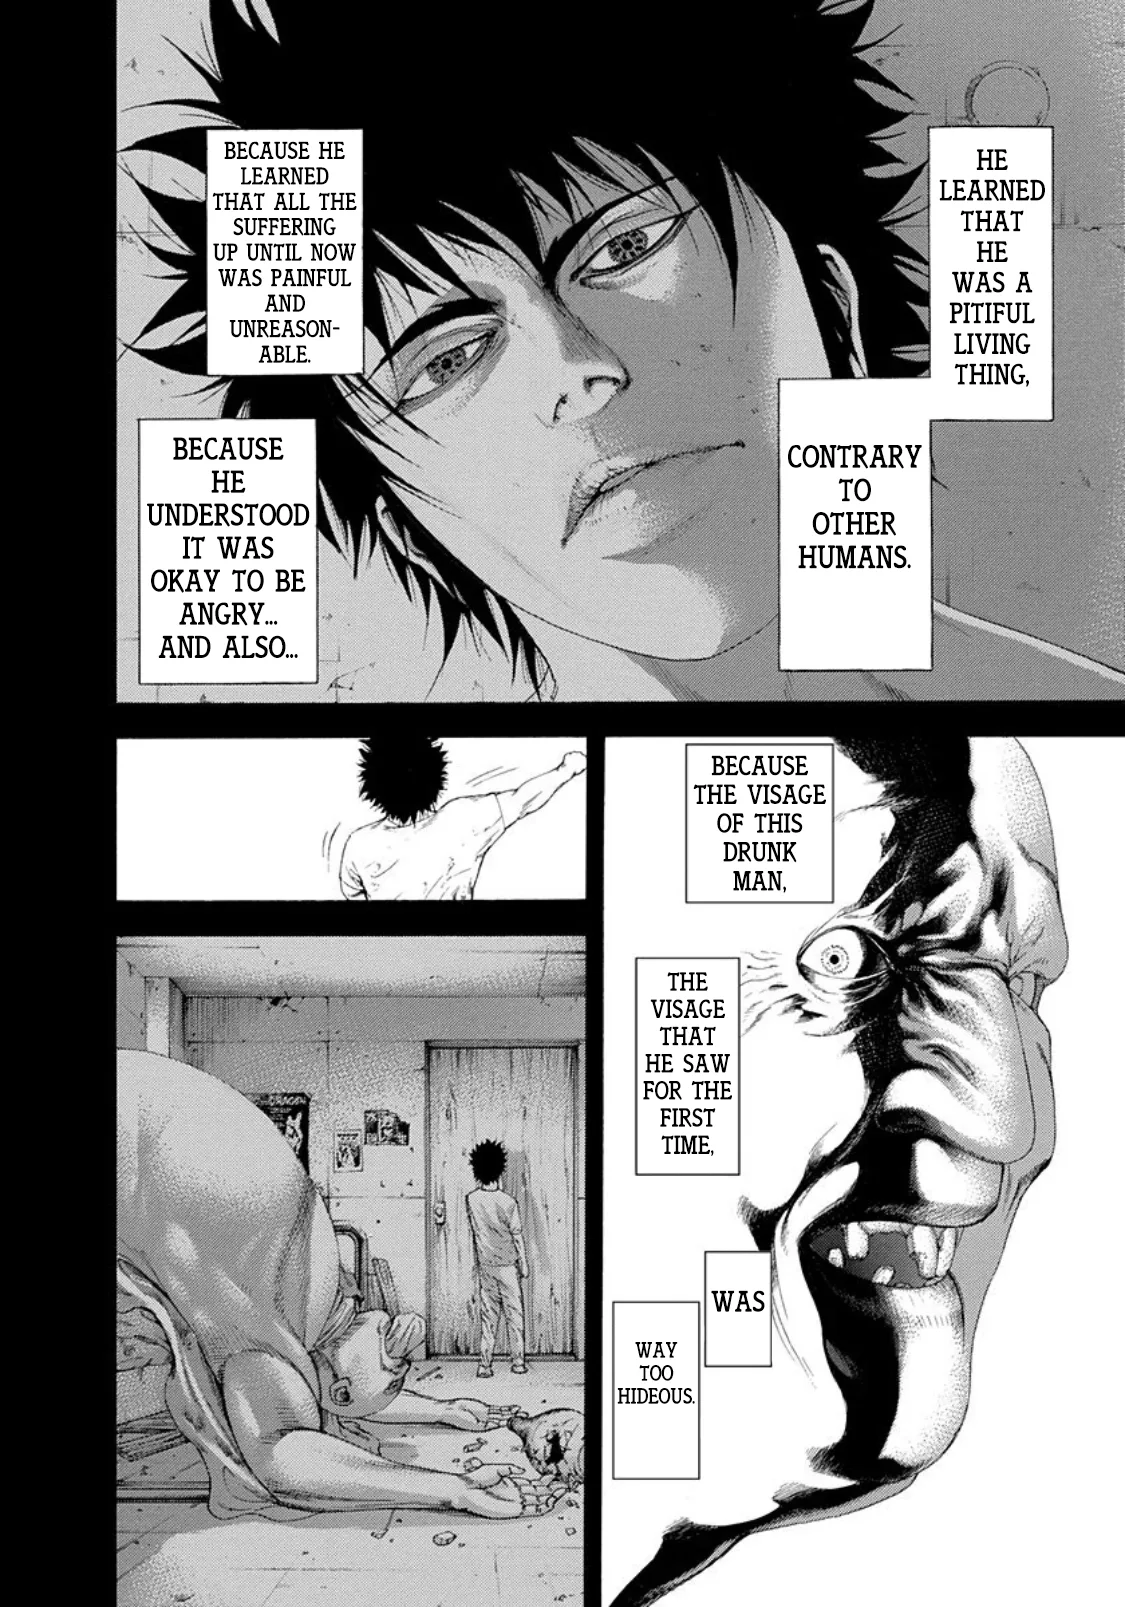 HE
LEARNED
THAT
HE
WAS A
PITIFUL
LIVING
THING,
CONTRARY
TO
OTHER
HUMANS.
BECAUSE HE
LEARNED
THAT ALL THE
SUFFERING
UP UNTIL NOW
WAS PAINFUL
AND
UNREASON-
ABLE.
BECAUSE
HE
UNDERSTOOD
IT WAS
OKAY TO BE
ANGRY...
AND ALSO...
BECAUSE
THE VISAGE
OF THIS
DRUNK
MAN,
THE
VISAGE
THAT
HE SAW
FOR THE
FIRST
TIME,
WAS
WAY
TOO
HIDEOUS.
DRAGON